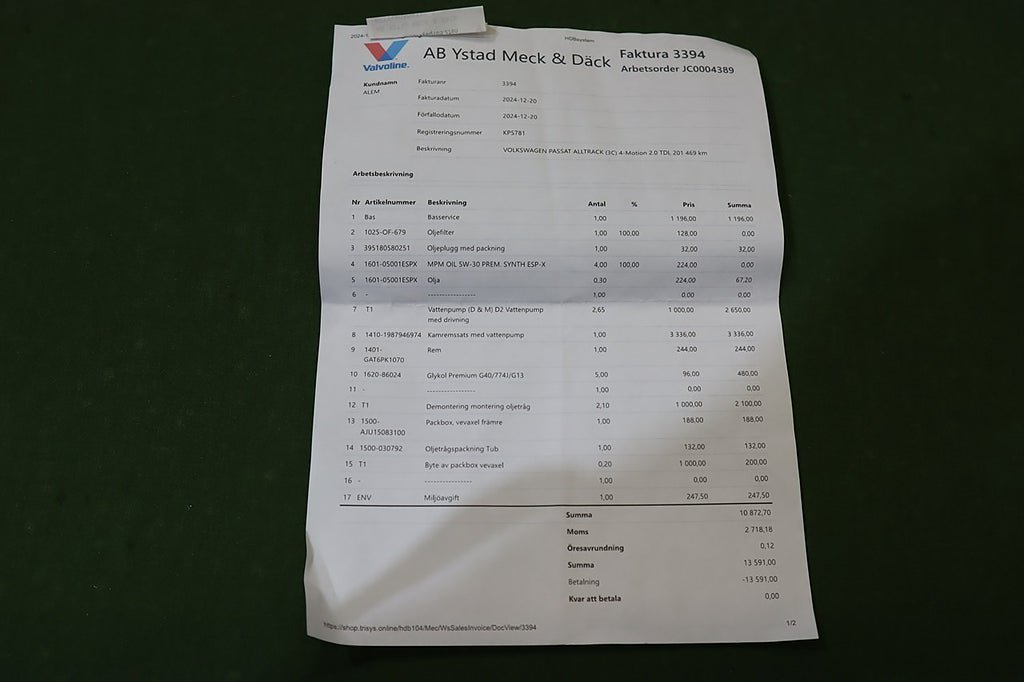 2024-1
HDBsystem
Valvoline.
AB Ystad Meck & Däck
Faktura 3394
Arbetsorder JC0004389
Kundnamn
ALEM
Fakturanr 3394
Fakturadatum 2024-12-20
Förfallodatum 2024-12-20
Registreringsnummer KPS781
Beskrivning VOLKSWAGEN PASSAT ALLTRACK (3C) 4-Motion 2.0 TDI, 201 469 km
Arbetsbeskrivning
Nr Artikelnummer Beskrivning Antal % Pris Summa
1 Bas Basservice 1,00 1 196,00 1 196,00
2 1025-OF-679 Oljefilter 1,00 100,00 128,00 0,00
3 395180580251 Oljeplugg med packning 1,00 32,00 32,00
4 1601-05001ESPX MPM OIL 5W-30 PREM. SYNTH ESP-X 4,00 100,00 224,00 0,00
5 1601-05001ESPX Olja 0,30 224,00 67,20
6 - ---------------- 1,00 0,00 0,00
7 T1 Vattenpump (D & M) D2 Vattenpump 2,65 1 000,00 2 650,00
med drivning
8 1410-1987946974 Kamremssats med vattenpump 1,00 3 336,00 3 336,00
9 1401- Rem 1,00 244,00 244,00
GAT6PK1070
10 1620-86024 Glykol Premium G40/774J/G13 5,00 96,00 480,00
11 - ---------------- 1,00 0,00 0,00
12 T1 Demontering montering oljetråg 2,10 1 000,00 2 100,00
13 1500- Packbox, vevaxel främre 1,00 188,00 188,00
AJU15083100
14 1500-030792 Oljetrågspackning Tub 1,00 132,00 132,00
15 T1 Byte av packbox vevaxel 0,20 1 000,00 200,00
16 - ---------------- 1,00 0,00 0,00
17 ENV Miljöavgift 1,00 247,50 247,50
Summa 10 872,70
Moms 2 718,18
Öresavrundning 0,12
Summa 13 591,00
Betalning -13 591,00
Kvar att betala 0,00
https://shop.trisys.online/hdb104/Mec/WsSalesInvoice/DocView/3394
1/2